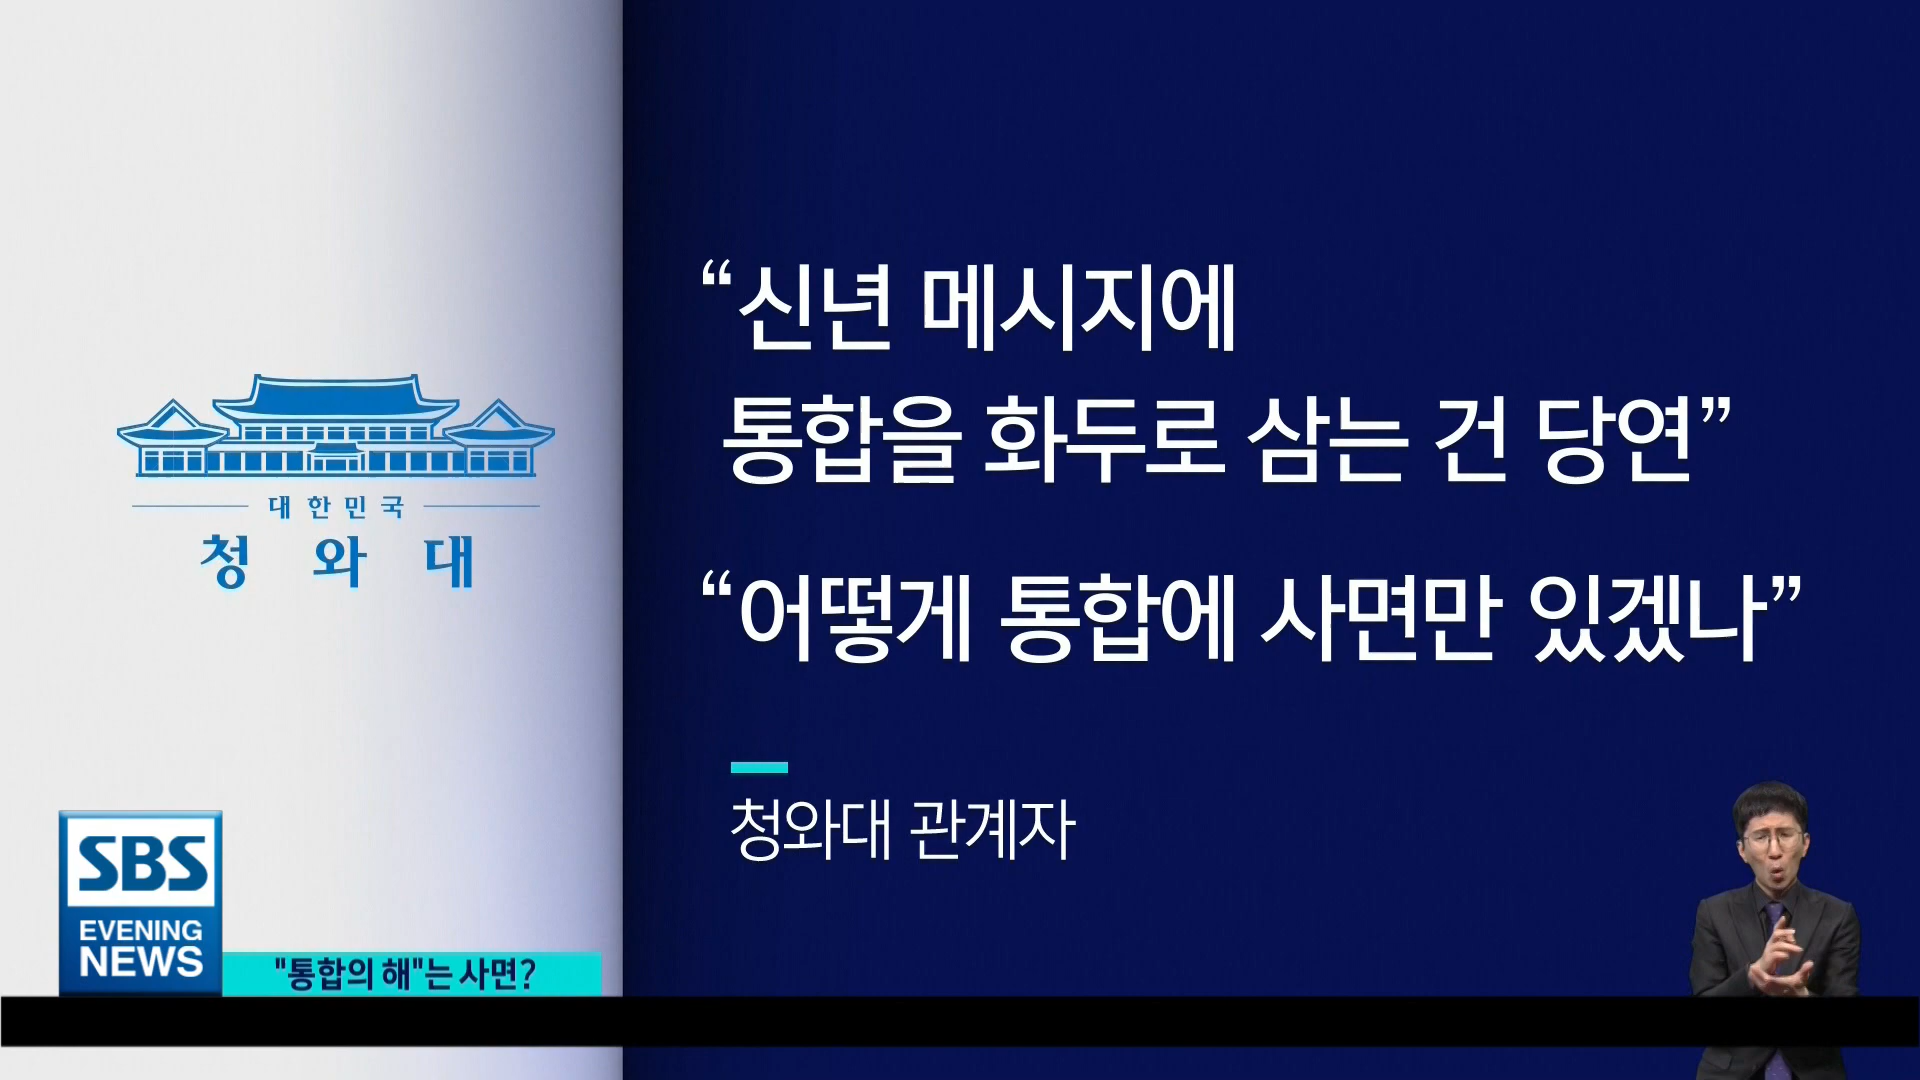 “신년 메시지에
통합을 화두로 삼는 건 당연”
“어떻게 통합에 사면만 있겠나”
청와대 관계자
대한민국
청와대
SBS
EVENING
NEWS
"통합의 해"는 사면?